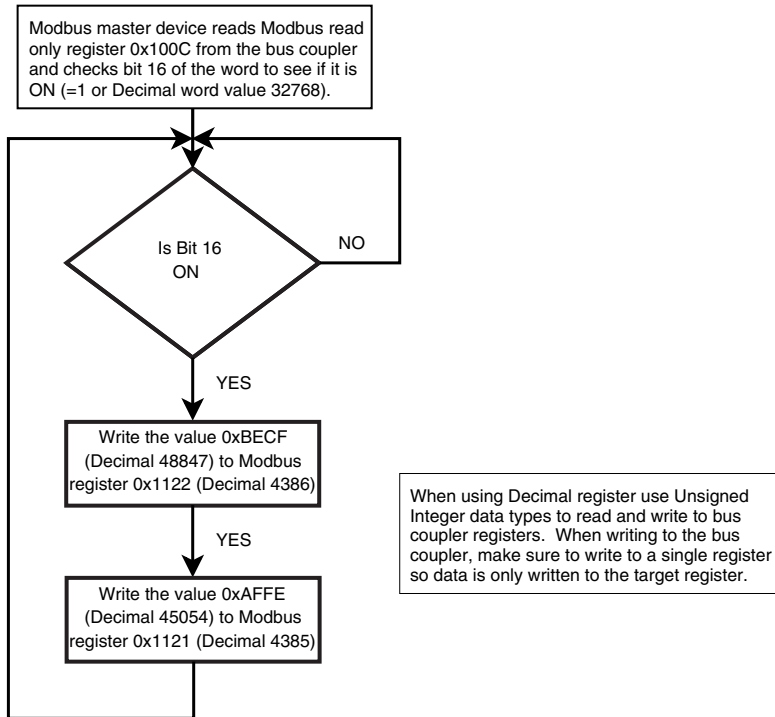 Modbus master device reads Modbus read
only register 0x100C from the bus coupler
and checks bit 16 of the word to see if it is
ON (=1 or Decimal word value 32768).
Is Bit 16
ON
NO
YES
Write the value 0xBECF
(Decimal 48847) to Modbus
register 0x1122 (Decimal 4386)
YES
Write the value 0xAFFE
(Decimal 45054) to Modbus
register 0x1121 (Decimal 4385)
When using Decimal register use Unsigned
Integer data types to read and write to bus
coupler registers.  When writing to the bus
coupler, make sure to write to a single register
so data is only written to the target register.